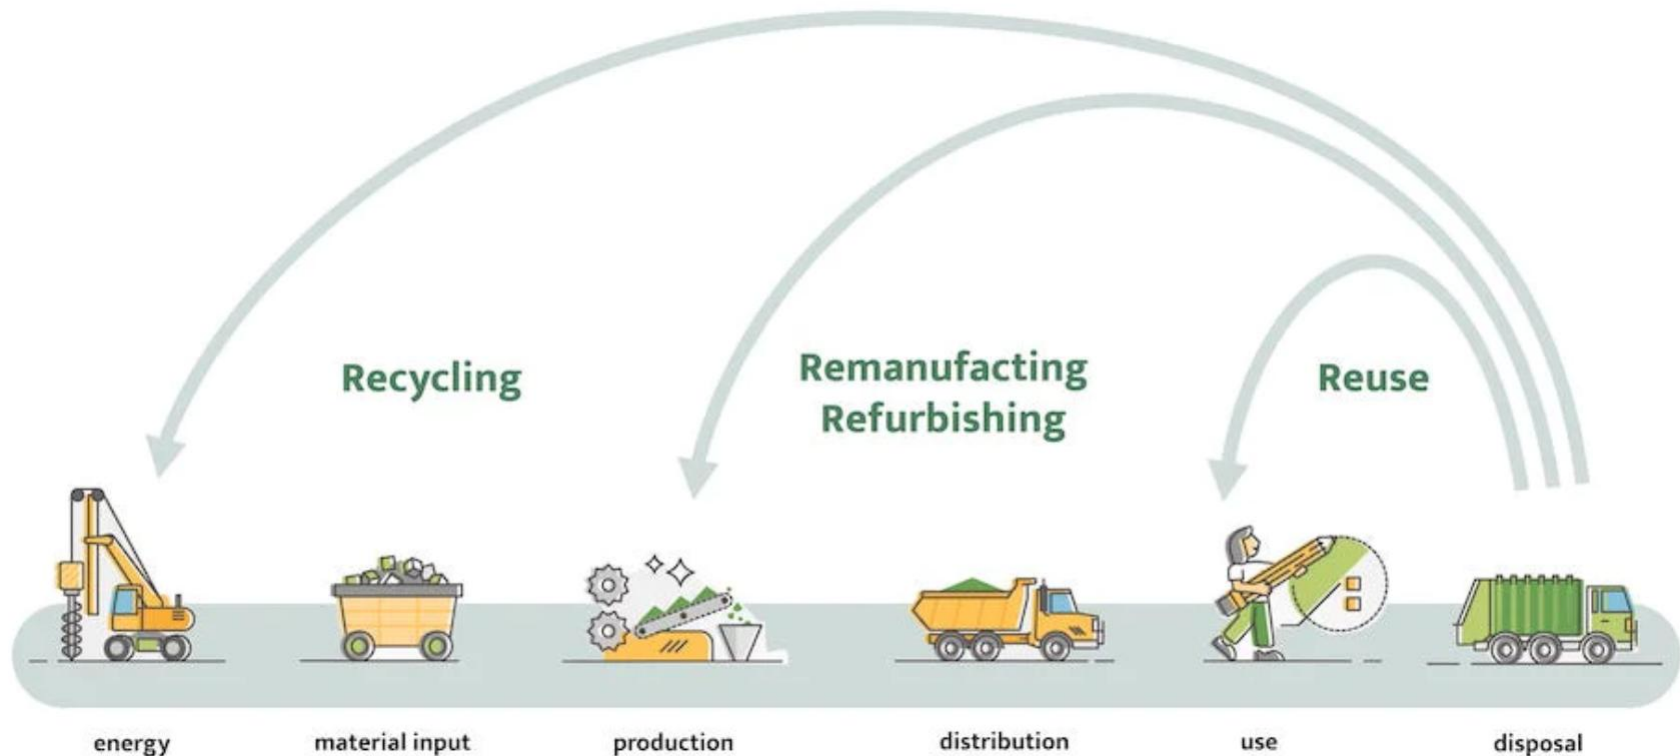 Recycling
Remanufacting
Refurbishing
Reuse
energy
material input
production
distribution
use
disposal